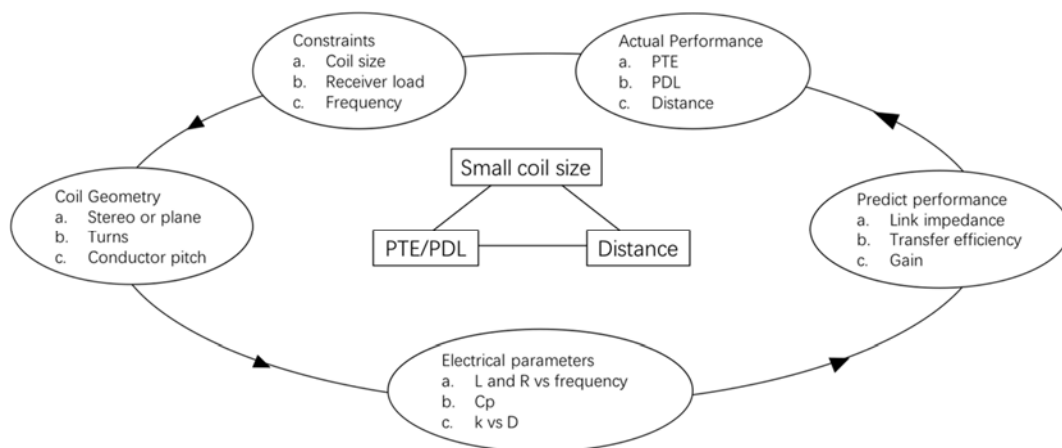 Constraints
a. Coil size
b. Receiver load
c. Frequency
Actual Performance
a. PTE
b. PDL
c. Distance
Small coil size
PTE/PDL
Distance
Coil Geometry
a. Stereo or plane
b. Turns
c. Conductor pitch
Predict performance
a. Link impedance
b. Transfer efficiency
c. Gain
Electrical parameters
a. L and R vs frequency
b. Cp
c. k vs D